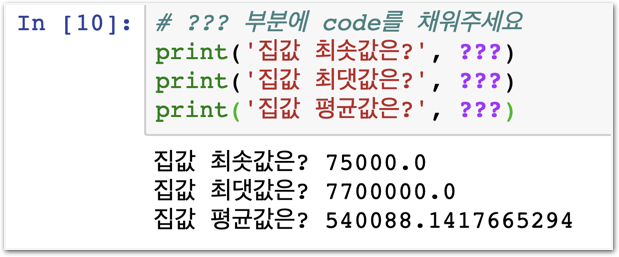 In [10]: # ??? 부분에 code를 채워주세요
print('집값 최솟값은?', ???)
print('집값 최댓값은?', ???)
print('집값 평균값은?', ???)
집값 최솟값은? 75000.0
집값 최댓값은? 7700000.0
집값 평균값은? 540088.1417665294